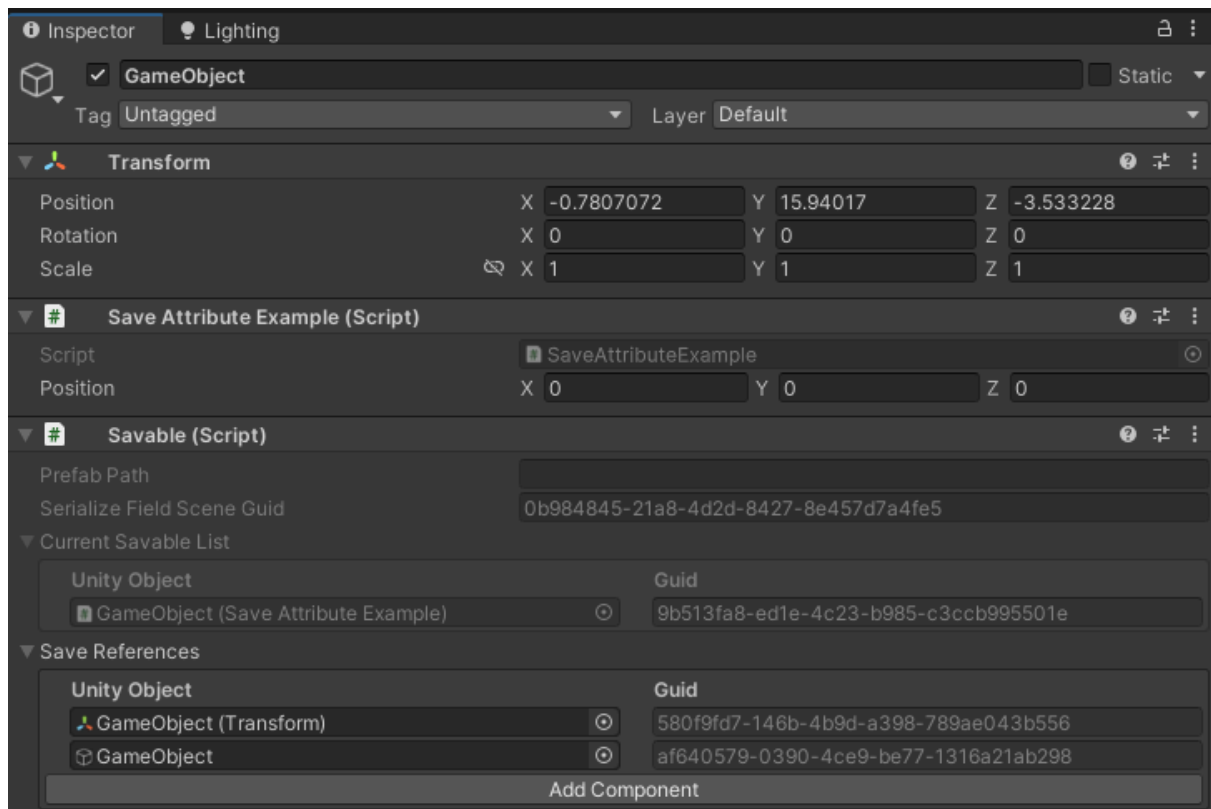 Inspector Lighting
GameObject Static
Tag Untagged Layer Default
Transform
Position X -0.7807072 Y 15.94017 Z -3.533228
Rotation X 0 Y 0 Z 0
Scale X 1 Y 1 Z 1
Save Attribute Example (Script)
Script SaveAttributeExample
Position X 0 Y 0 Z 0
Savable (Script)
Prefab Path
Serialize Field Scene Guid 0b984845-21a8-4d2d-8427-8e457d7a4fe5
Current Savable List
Unity Object Guid
GameObject (Save Attribute Example) 9b513fa8-ed1e-4c23-b985-c3ccb995501e
Save References
Unity Object Guid
GameObject (Transform) 580f9fd7-146b-4b9d-a398-789ae043b556
GameObject af640579-0390-4ce9-be77-1316a21ab298
Add Component